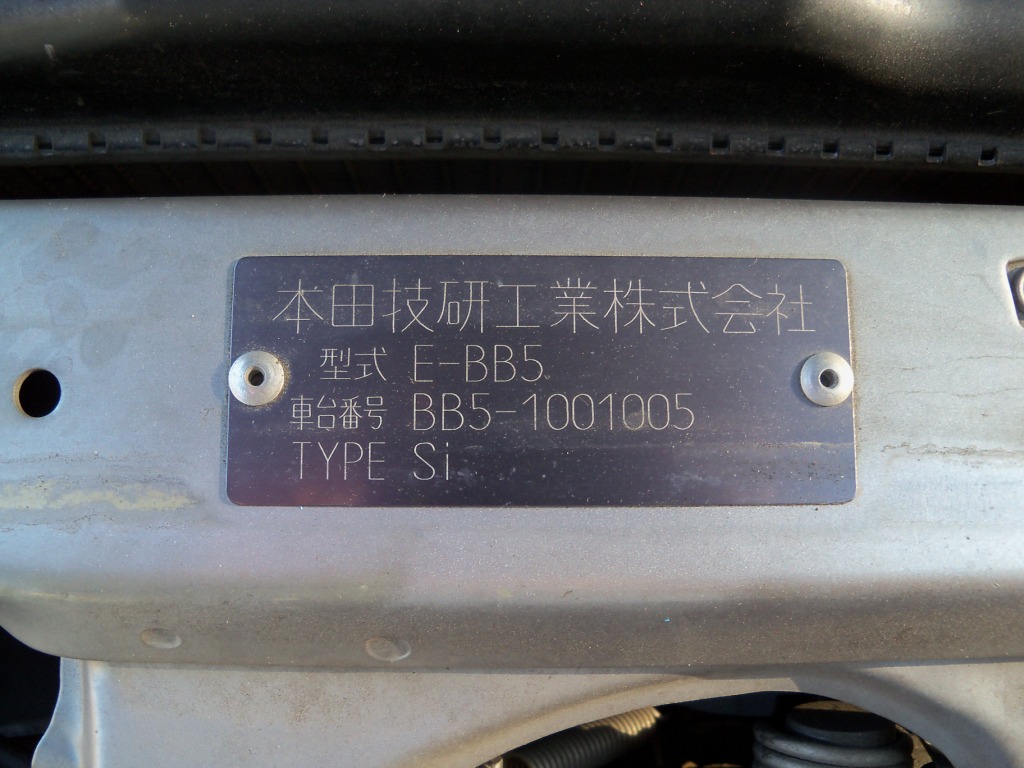 本田技研工業株式会社
型式 E-BB5
車台番号 BB5-1001005
TYPE Si